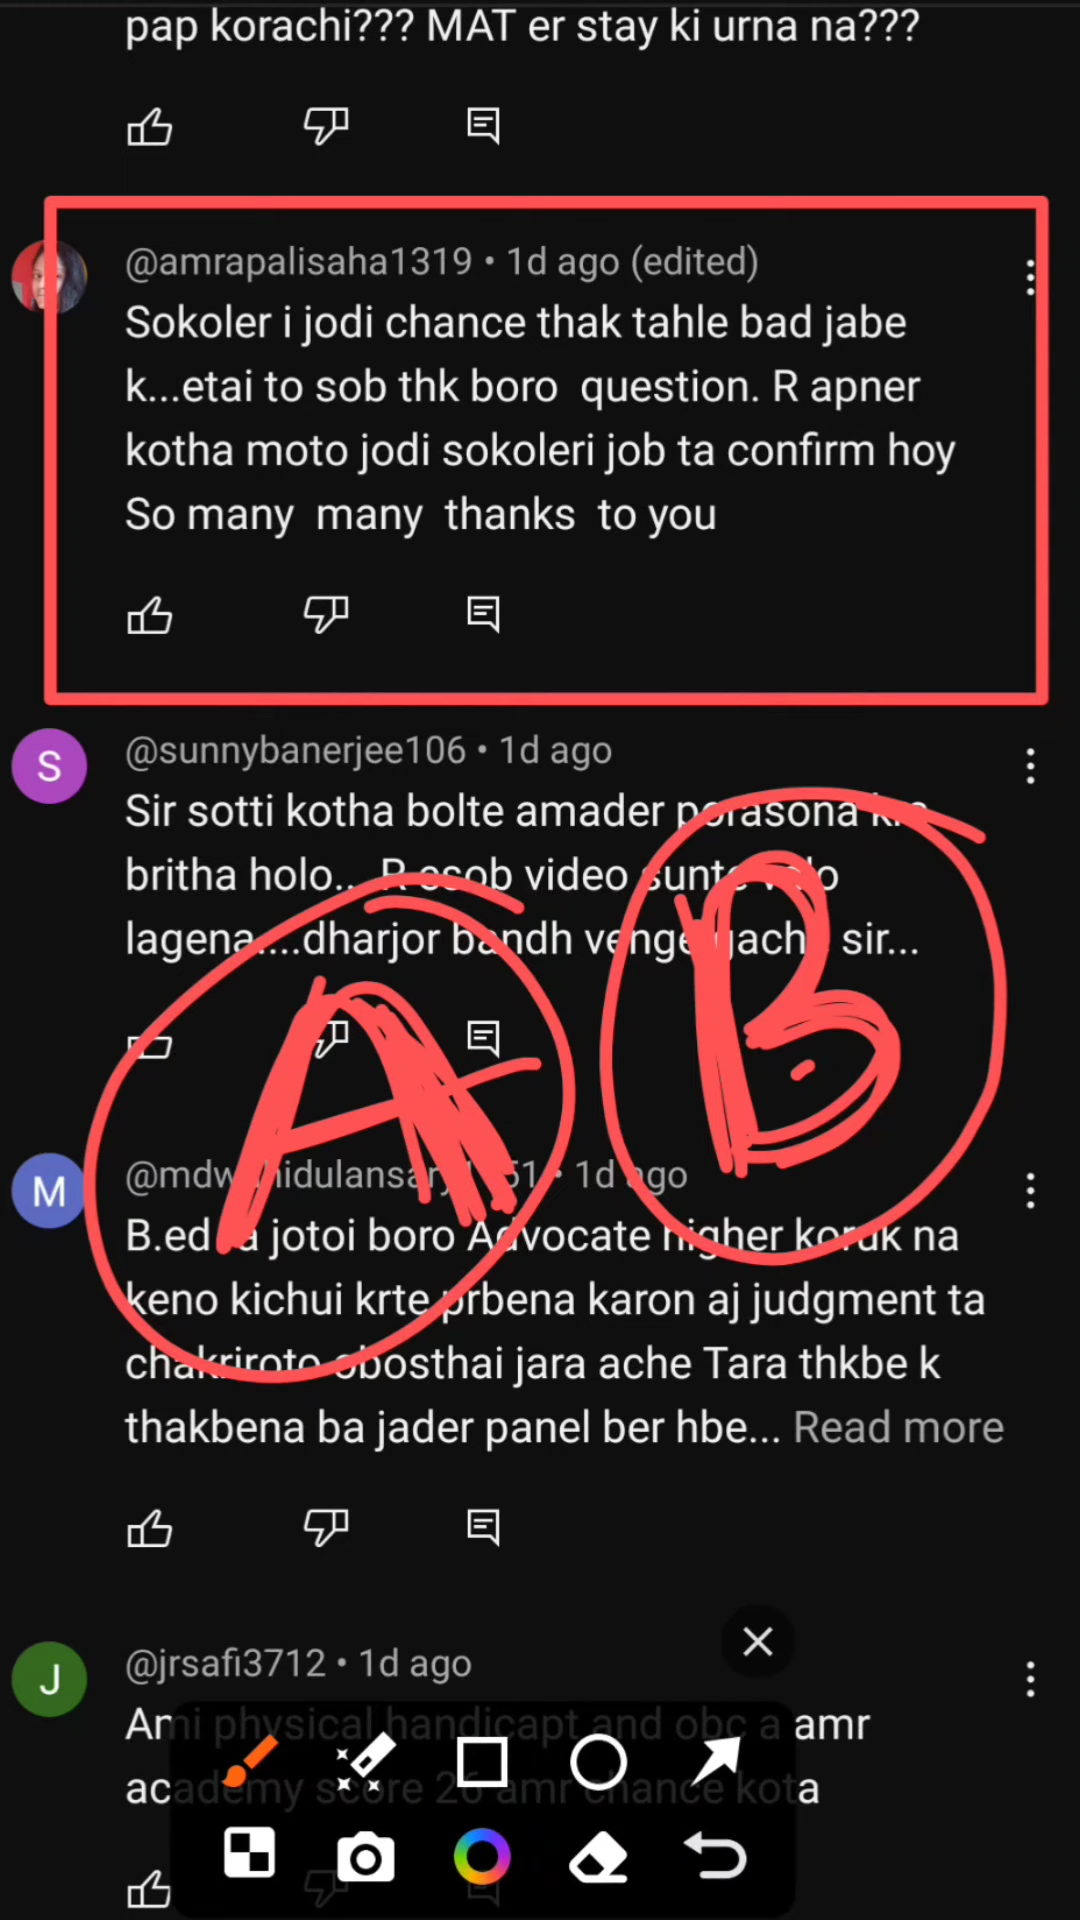 pap korachi??? MAT er stay ki urna na???
@amrapalisaha1319 • 1d ago (edited)
Sokoler i jodi chance thak tahle bad jabe
k...etai to sob thk boro question. R apner
kotha moto jodi sokoleri job ta confirm hoy
So many many thanks to you
S
@sunnybanerjee106 • 1d ago
Sir sotti kotha bolte amader porasona
britha holo... R esob video sunte valo
lagena....dharjor bandh venge gache sir...
A
B
M
1d ago
B.ed jotoi boro Advocate higher koruk na
keno kichui krte prbena karon aj judgment ta
chakriroto obosthai jara ache Tara thkbe k
thakbena ba jader panel ber hbe... Read more
J
@jrsafi3712 • 1d ago
Ami physical handicapt and obc a amr
academy score 26 amr chance kota